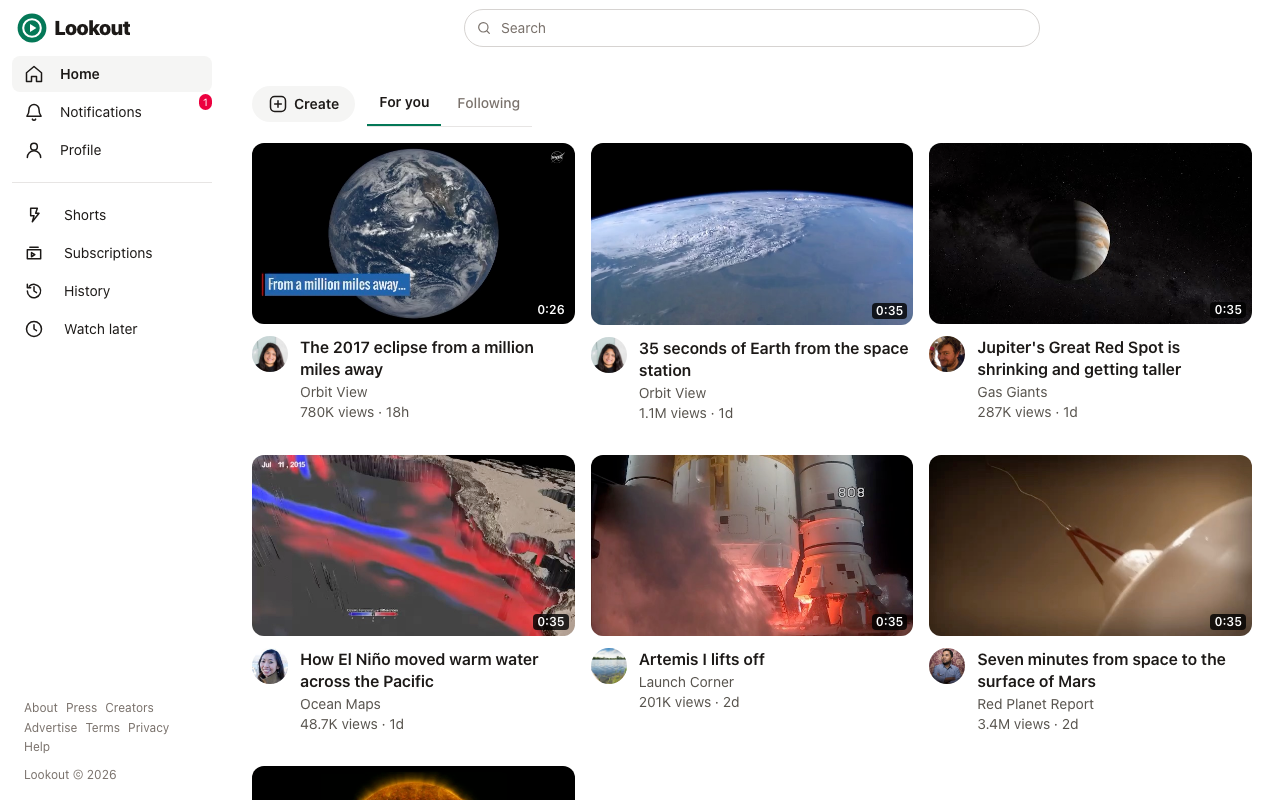 Lookout
Search
Home
Notifications
1
Profile
Shorts
Subscriptions
History
Watch later
About Press Creators
Advertise Terms Privacy
Help
Lookout © 2026
Create
For you
Following
NASA
From a million miles away...
0:26
The 2017 eclipse from a million
miles away
Orbit View
780K views · 18h
0:35
35 seconds of Earth from the space
station
Orbit View
1.1M views · 1d
0:35
Jupiter's Great Red Spot is
shrinking and getting taller
Gas Giants
287K views · 1d
Jul 11, 2015
0:35
How El Niño moved warm water
across the Pacific
Ocean Maps
48.7K views · 1d
808
0:35
Artemis I lifts off
Launch Corner
201K views · 2d
0:35
Seven minutes from space to the
surface of Mars
Red Planet Report
3.4M views · 2d